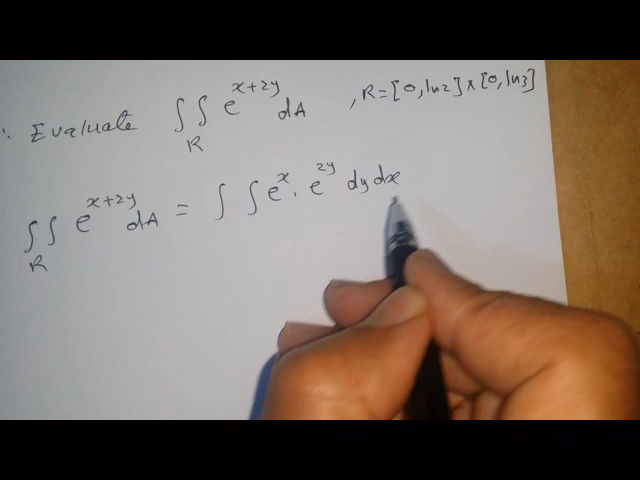 : Evaluate ∫∫_R e^{x+2y} dA , R=[0,ln2]×[0,ln3]
∫∫_R e^{x+2y} dA = ∫ ∫ e^x . e^{2y} dy dx